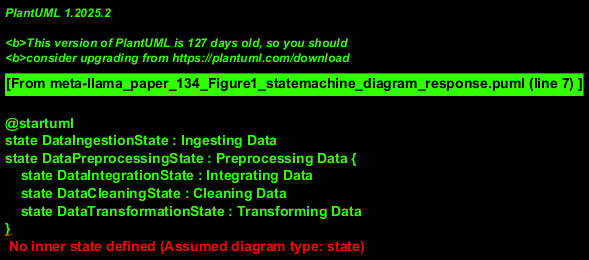 PlantUML 1.2025.2
<b>This version of PlantUML is 127 days old, so you should
<b>consider upgrading from https://plantuml.com/download
[From meta-llama_paper_134_Figure1_statemachine_diagram_response.puml (line 7) ]
@startuml
state DataIngestionState : Ingesting Data
state DataPreprocessingState : Preprocessing Data {
    state DataIntegrationState : Integrating Data
    state DataCleaningState : Cleaning Data
    state DataTransformationState : Transforming Data
}
No inner state defined (Assumed diagram type: state)